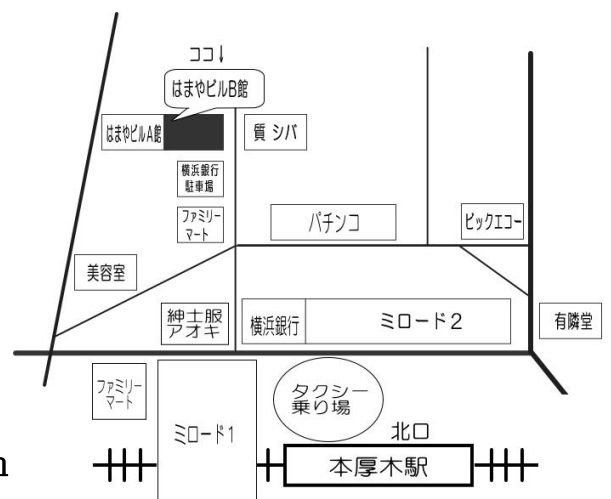 ココ↓
はまやビルB館
はまやビルA館
質 シバ
横浜銀行
駐車場
ファミリー
マート
パチンコ
ビックエコー
美容室
紳士服
アオキ
横浜銀行
ミロード2
有隣堂
ファミリー
マート
タクシー
乗り場
ミロード1
北口
本厚木駅